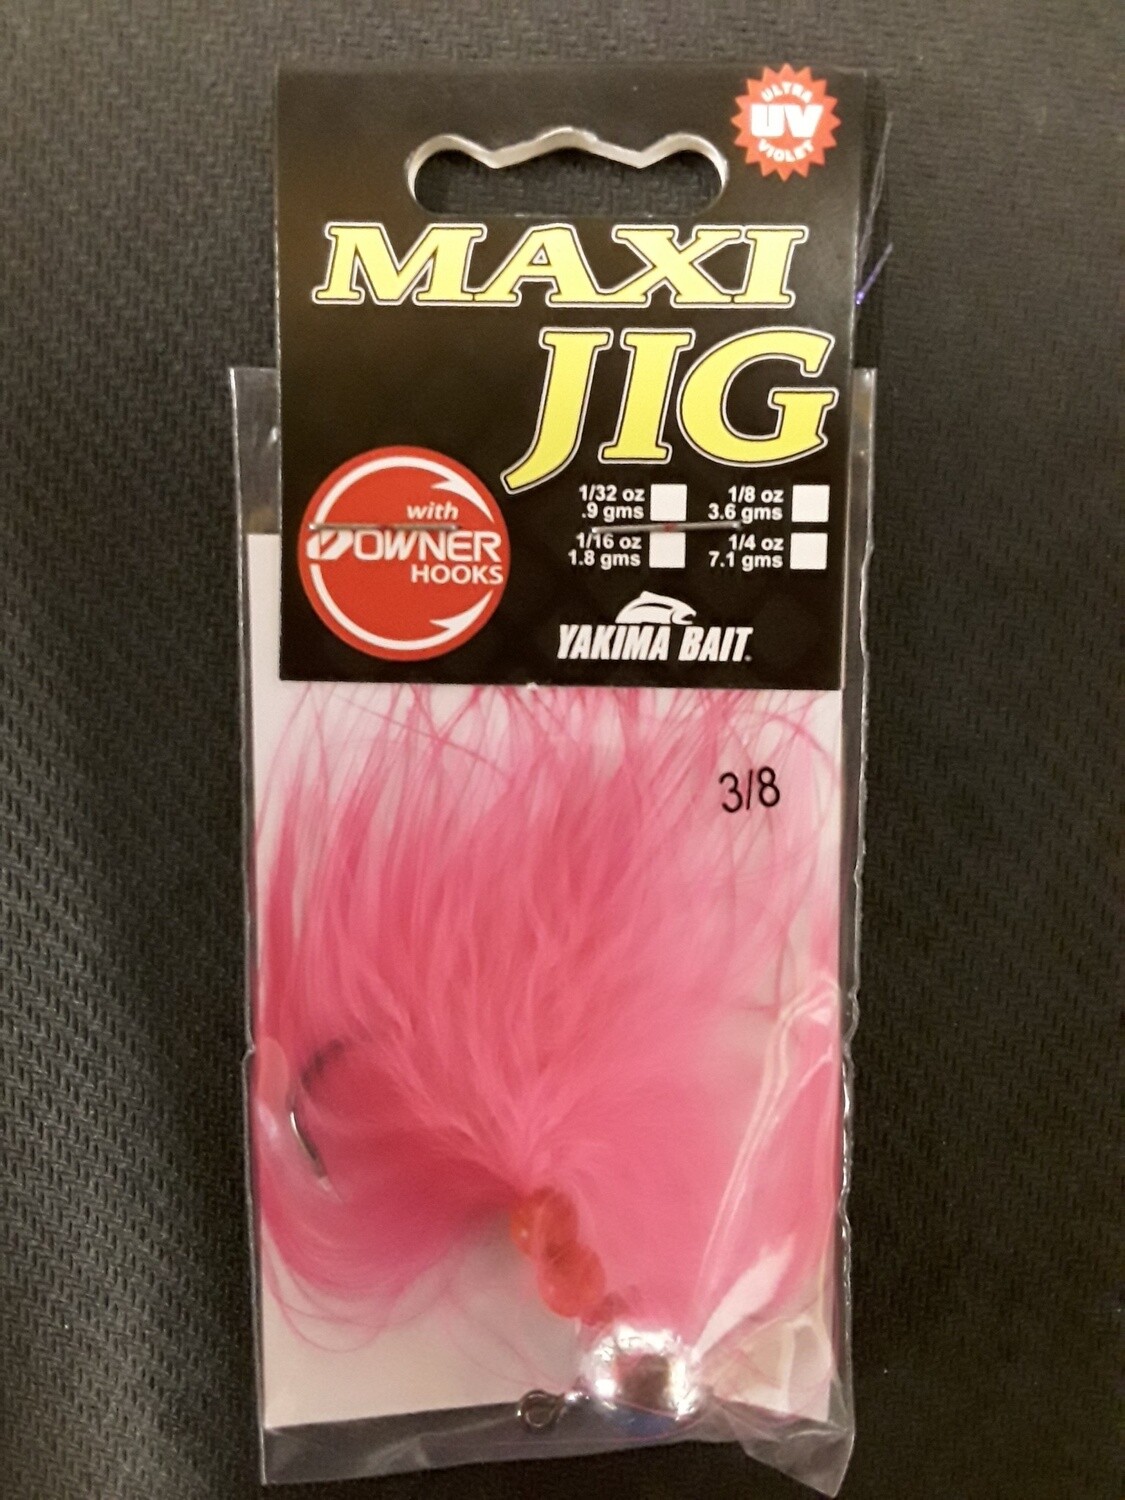 ULTRA
UV
VIOLET
MAXI
JIG
with
OWNER
HOOKS
1/32 oz
.9 gms
1/8 oz
3.6 gms
1/16 oz
1.8 gms
1/4 oz
7.1 gms
YAKIMA BAIT
3/8